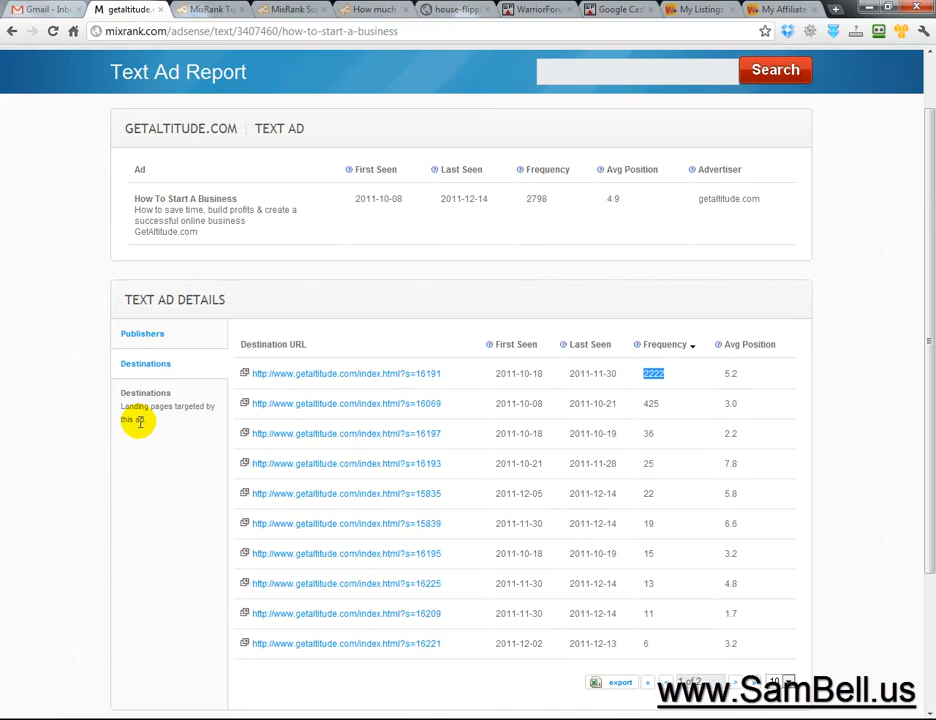 Gmail - Inbo
getaltitude.c
MixRank Tu
MixRank Su
How much
house-flipp
WarriorForu
Google Cas
My Listings
My Affiliate
mixrank.com/adsense/text/3407460/how-to-start-a-business
Text Ad Report
Search
GETALTITUDE.COM TEXT AD
Ad First Seen Last Seen Frequency Avg Position Advertiser
How To Start A Business 2011-10-08 2011-12-14 2798 4.9 getaltitude.com
How to save time, build profits & create a
successful online business
GetAltitude.com
TEXT AD DETAILS
Publishers
Destinations
Destinations
Landing pages targeted by
this ad.
Destination URL First Seen Last Seen Frequency Avg Position
http://www.getaltitude.com/index.html?s=16191 2011-10-18 2011-11-30 2222 5.2
http://www.getaltitude.com/index.html?s=16069 2011-10-08 2011-10-21 425 3.0
http://www.getaltitude.com/index.html?s=16197 2011-10-18 2011-10-19 36 2.2
http://www.getaltitude.com/index.html?s=16193 2011-10-21 2011-11-28 25 7.8
http://www.getaltitude.com/index.html?s=15835 2011-12-05 2011-12-14 22 5.8
http://www.getaltitude.com/index.html?s=15839 2011-11-30 2011-12-14 19 6.6
http://www.getaltitude.com/index.html?s=16195 2011-10-18 2011-10-19 15 3.2
http://www.getaltitude.com/index.html?s=16225 2011-11-30 2011-12-14 13 4.8
http://www.getaltitude.com/index.html?s=16209 2011-11-30 2011-12-14 11 1.7
http://www.getaltitude.com/index.html?s=16221 2011-12-02 2011-12-13 6 3.2
export « ‹ 1 of 2 › 10
www.SamBell.us